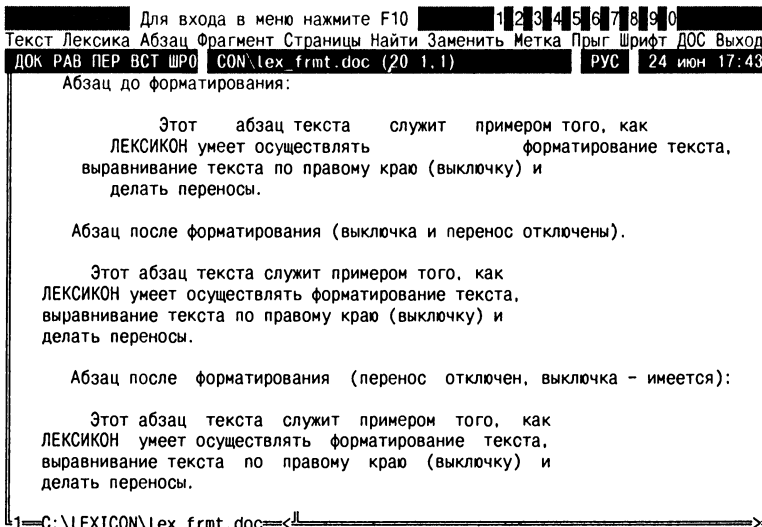 Для входа в меню нажмите F10 1 2 3 4 5 6 7 8 9 0
Текст Лексика Абзац Фрагмент Страницы Найти Заменить Метка Прыг Шрифт ДОС Выход
ДОК РАВ ПЕР ВСТ ШР0 CON\lex_frmt.doc (20 1,1) РУС 24 июн 17:43
Абзац до форматирования:
Этот абзац текста служит примером того, как
ЛЕКСИКОН умеет осуществлять форматирование текста,
выравнивание текста по правому краю (выключку) и
делать переносы.
Абзац после форматирования (выключка и перенос отключены).
Этот абзац текста служит примером того, как
ЛЕКСИКОН умеет осуществлять форматирование текста,
выравнивание текста по правому краю (выключку) и
делать переносы.
Абзац после форматирования (перенос отключен, выключка - имеется):
Этот абзац текста служит примером того, как
ЛЕКСИКОН умеет осуществлять форматирование текста,
выравнивание текста по правому краю (выключку) и
делать переносы.
1══C:\LEXICON\lex_frmt.doc══<